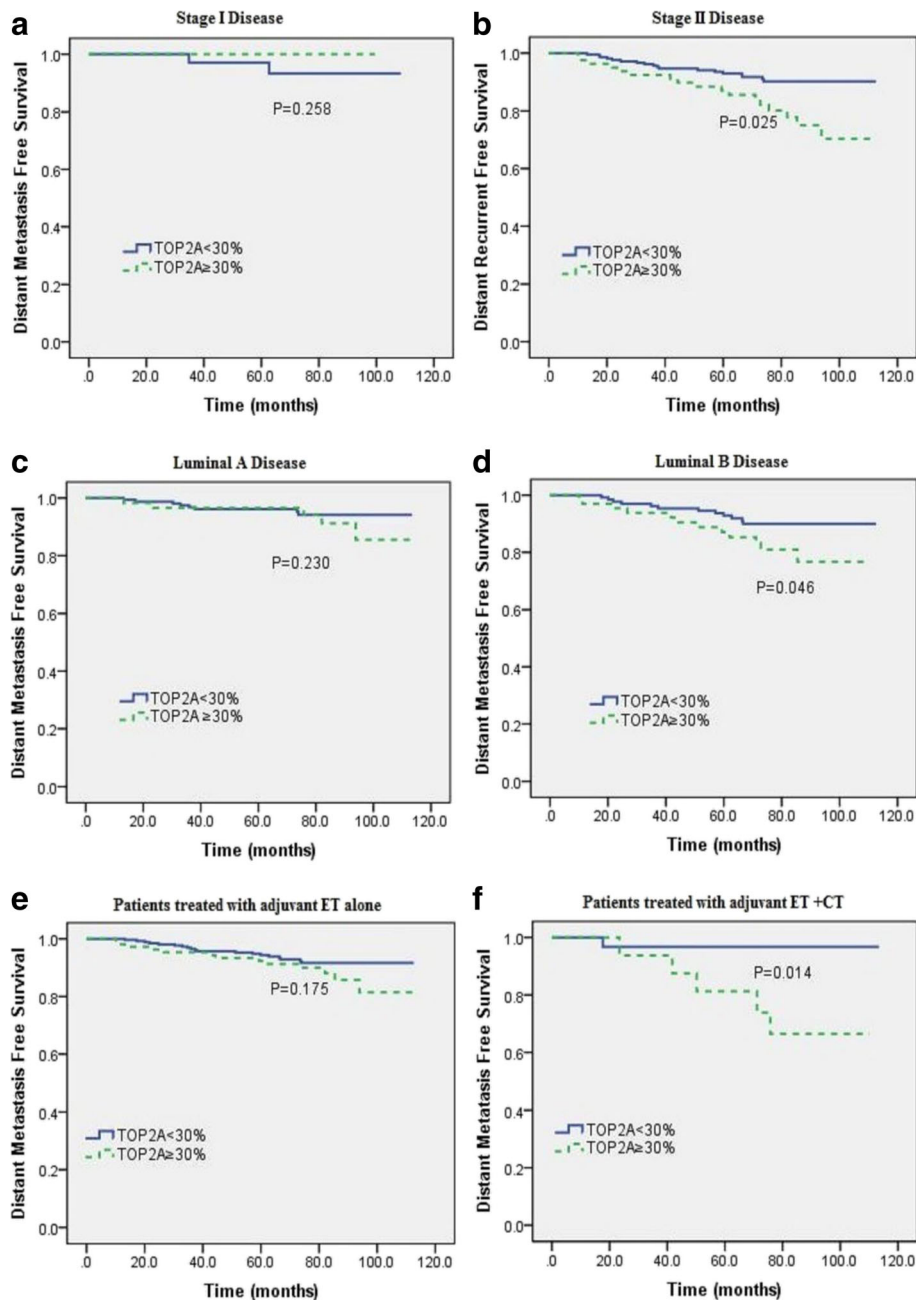 a
Stage I Disease
Distant Metastasis Free Survival
1.0
0.8
0.6
0.4
0.2
0.0
P=0.258
TOP2A<30%
TOP2A≥30%
.0 20.0 40.0 60.0 80.0 100.0 120.0
Time (months)
b
Stage II Disease
Distant Recurrent Free Survival
1.0
0.8
0.6
0.4
0.2
0.0
P=0.025
TOP2A<30%
TOP2A≥30%
.0 20.0 40.0 60.0 80.0 100.0 120.0
Time (months)
c
Luminal A Disease
Distant Metastasis Free Survival
1.0
0.8
0.6
0.4
0.2
0.0
P=0.230
TOP2A<30%
TOP2A ≥30%
.0 20.0 40.0 60.0 80.0 100.0 120.0
Time (months)
d
Luminal B Disease
Distant Metastasis Free Survival
1.0
0.8
0.6
0.4
0.2
0.0
P=0.046
TOP2A<30%
TOP2A≥30%
.0 20.0 40.0 60.0 80.0 100.0 120.0
Time (months)
e
Patients treated with adjuvant ET alone
Distant Metastasis Free Survival
1.0
0.8
0.6
0.4
0.2
0.0
P=0.175
TOP2A<30%
TOP2A≥30%
.0 20.0 40.0 60.0 80.0 100.0 120.0
Time (months)
f
Patients treated with adjuvant ET +CT
Distant Metatasis Free Survival
1.0
0.8
0.6
0.4
0.2
0.0
P=0.014
TOP2A<30%
TOP2A≥30%
.0 20.0 40.0 60.0 80.0 100.0 120.0
Time (months)